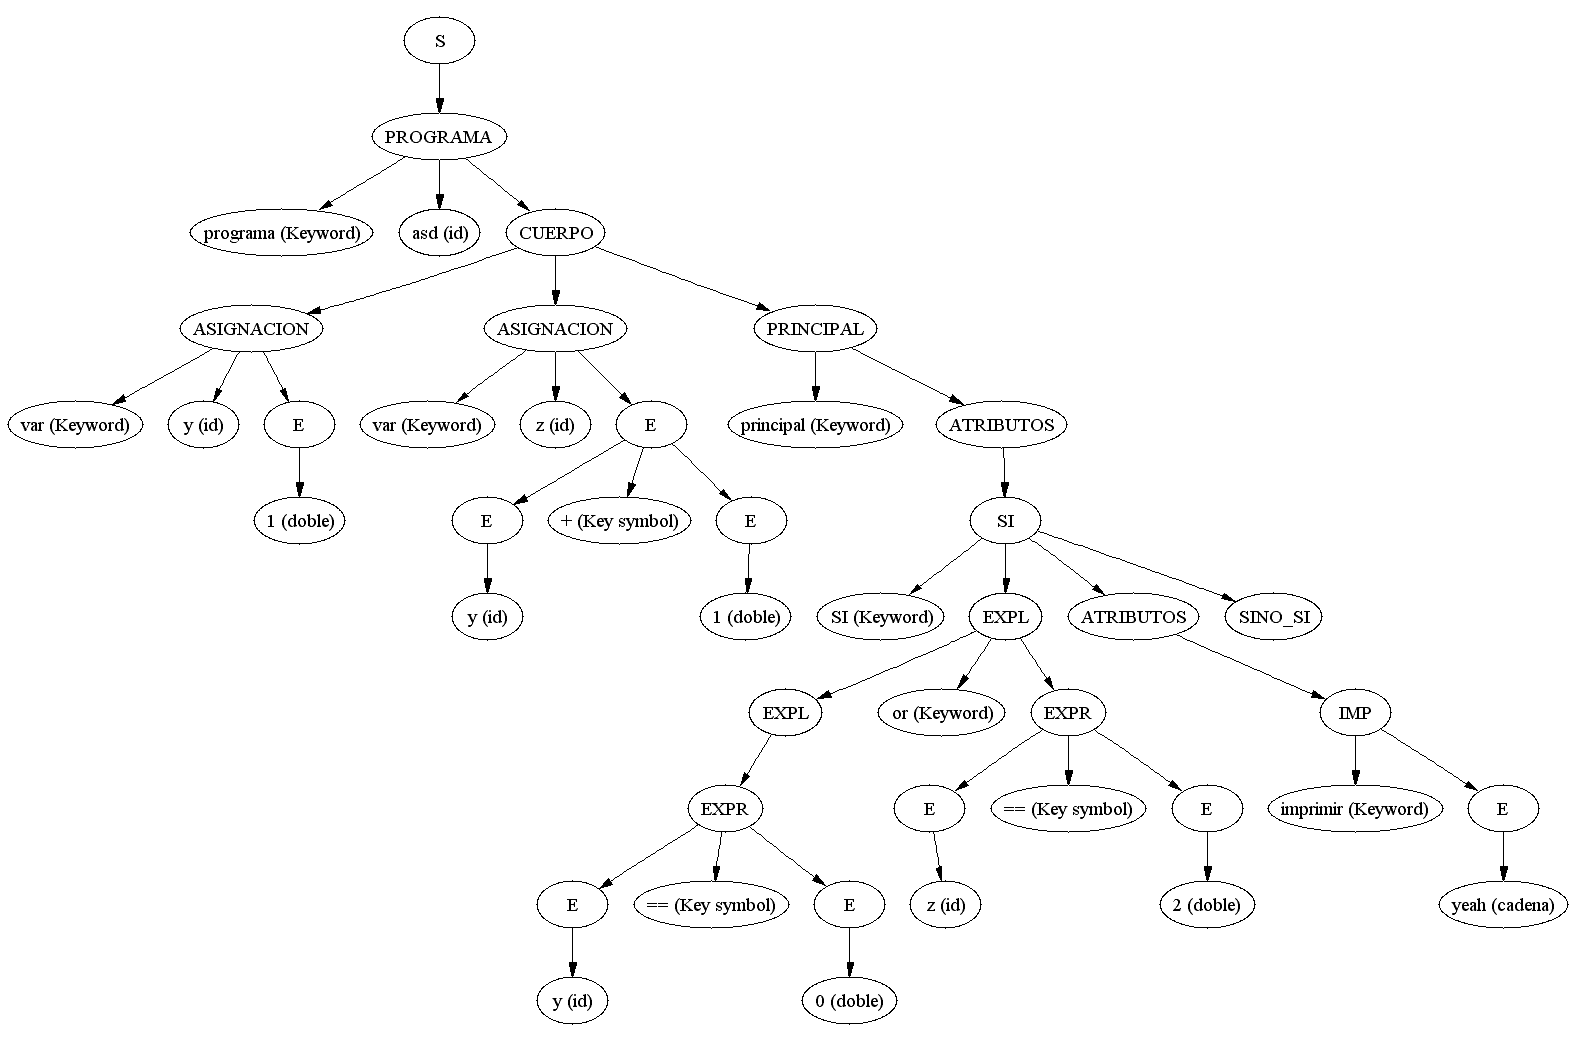 S
PROGRAMA
programa (Keyword)
asd (id)
CUERPO
ASIGNACION
ASIGNACION
PRINCIPAL
var (Keyword)
y (id)
E
var (Keyword)
z (id)
E
principal (Keyword)
ATRIBUTOS
1 (doble)
E
+ (Key symbol)
E
SI
y (id)
1 (doble)
SI (Keyword)
EXPL
ATRIBUTOS
SINO_SI
EXPL
or (Keyword)
EXPR
IMP
EXPR
E
== (Key symbol)
E
imprimir (Keyword)
E
E
== (Key symbol)
E
z (id)
2 (doble)
yeah (cadena)
y (id)
0 (doble)